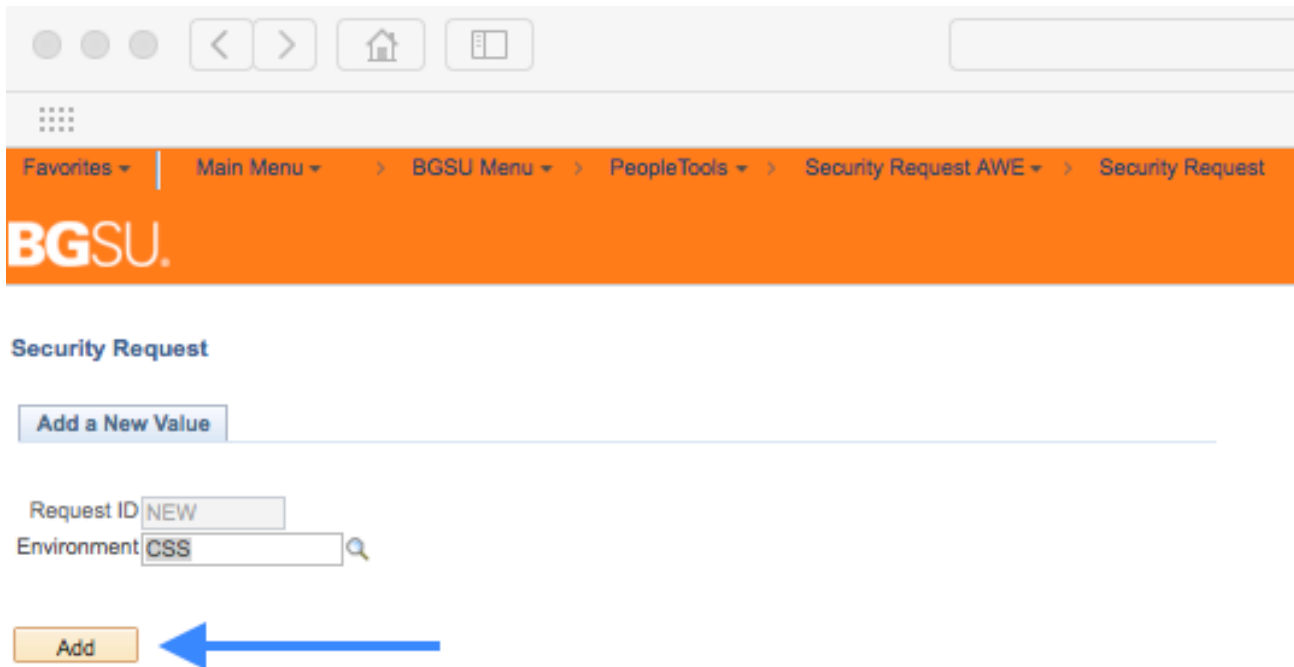 Favorites Main Menu > BGSU Menu > PeopleTools > Security Request AWE > Security Request
BGSU.
Security Request
Add a New Value
Request ID NEW
Environment CSS
Add